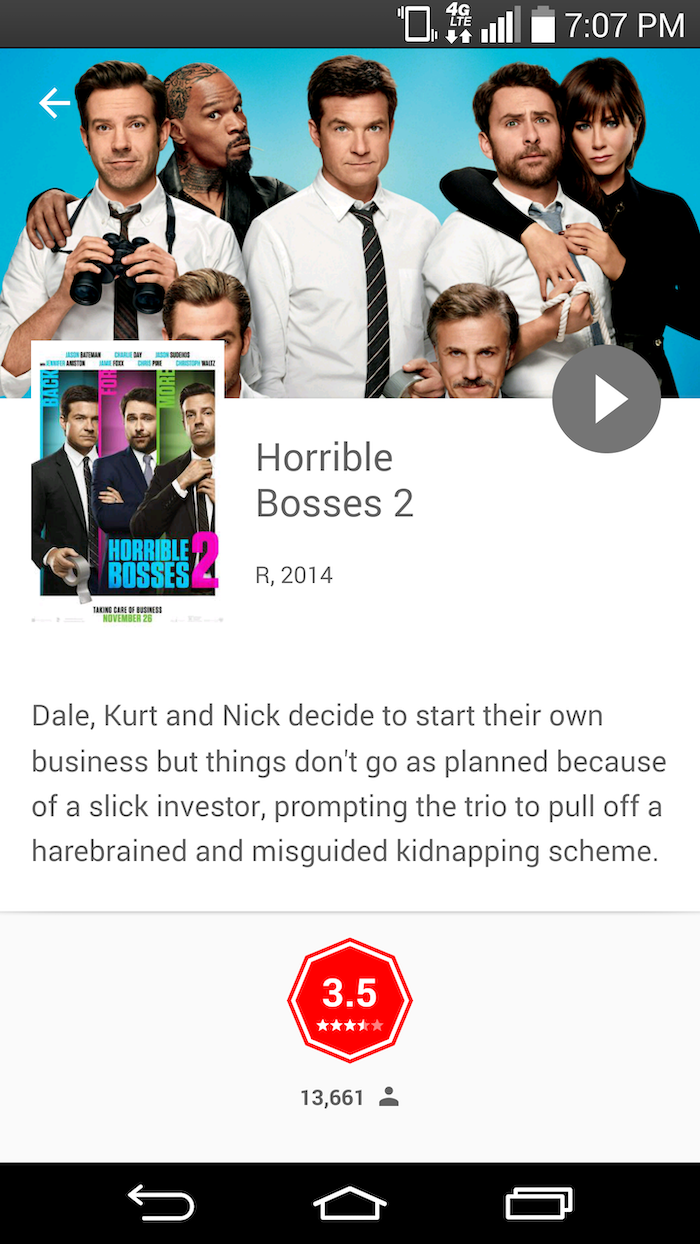 4G
LTE
7:07 PM
JASON BATEMAN CHARLIE DAY JASON SUDEIKIS
JENNIFER ANISTON JAMIE FOXX CHRIS PINE CHRISTOPH WALTZ
BACK
FOR
MORE
HORRIBLE
BOSSES 2
TAKING CARE OF BUSINESS
NOVEMBER 26
Horrible
Bosses 2
R, 2014
Dale, Kurt and Nick decide to start their own
business but things don't go as planned because
of a slick investor, prompting the trio to pull off a
harebrained and misguided kidnapping scheme.
3.5
13,661